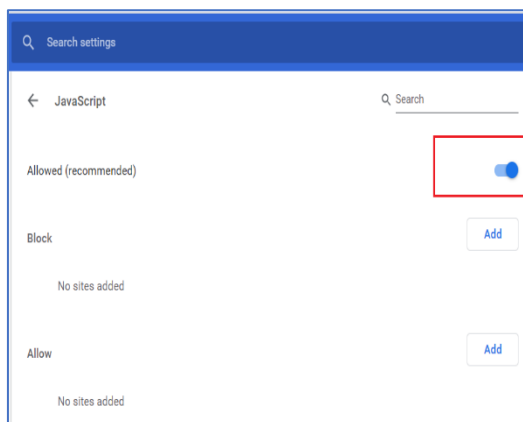 Search settings
JavaScript
Search
Allowed (recommended)
Block
Add
No sites added
Allow
Add
No sites added